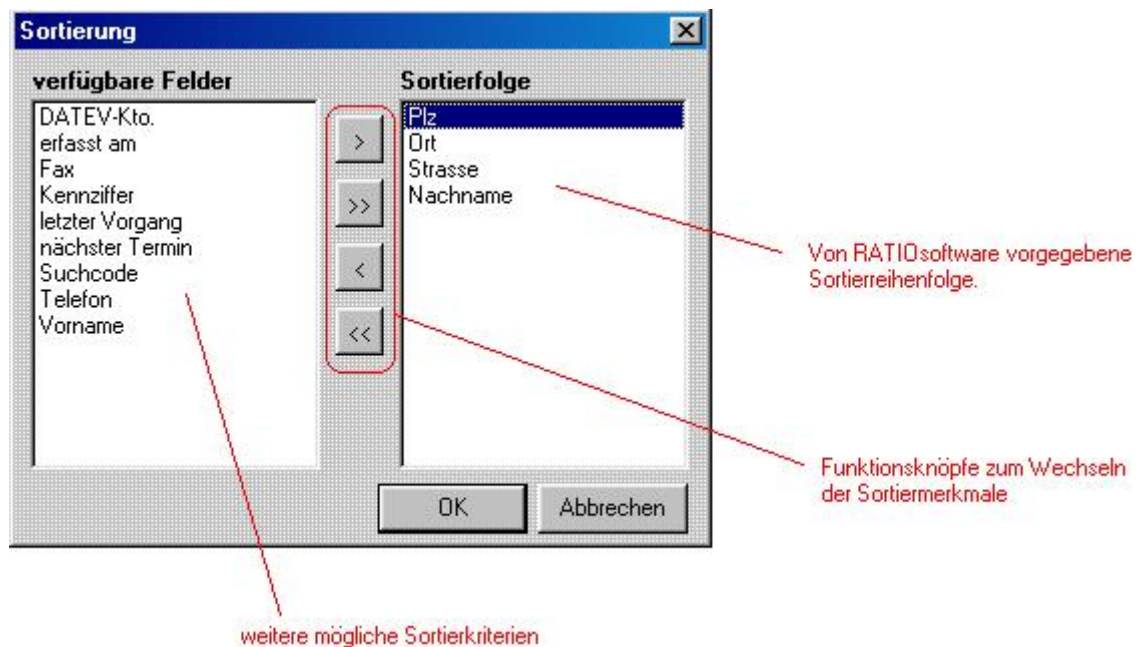 Sortierung
verfügbare Felder
DATEV-Kto.
erfasst am
Fax
Kennziffer
letzter Vorgang
nächster Termin
Suchcode
Telefon
Vorname
>
>>
<
<<
Sortierfolge
Plz
Ort
Strasse
Nachname
OK
Abbrechen
Von RATIOsoftware vorgegebene
Sortierreihenfolge.
Funktionsknöpfe zum Wechseln
der Sortiermerkmale
weitere mögliche Sortierkriterien